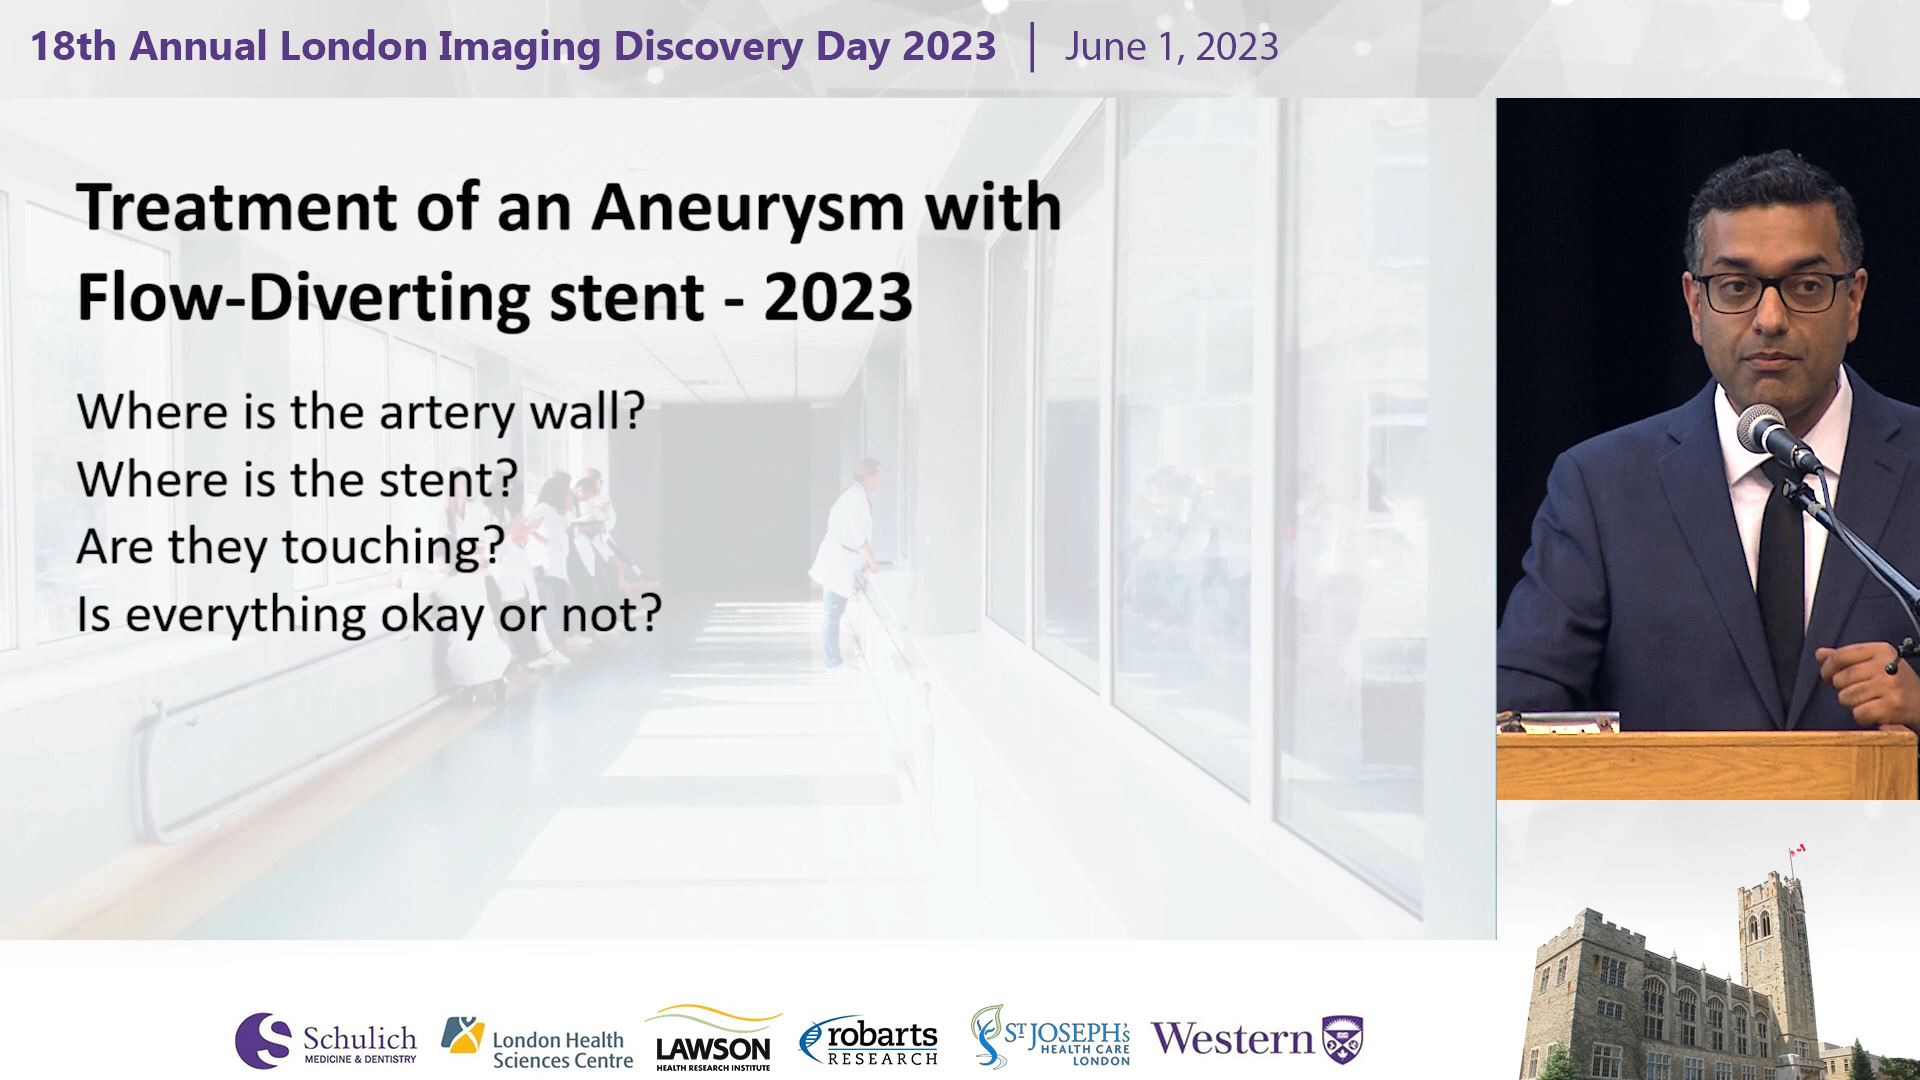 18th Annual London Imaging Discovery Day 2023 | June 1, 2023
Treatment of an Aneurysm with
Flow-Diverting stent - 2023
Where is the artery wall?
Where is the stent?
Are they touching?
Is everything okay or not?
Schulich
MEDICINE & DENTISTRY
London Health
Sciences Centre
LAWSON
HEALTH RESEARCH INSTITUTE
robarts
RESEARCH
ST JOSEPH'S
HEALTH CARE
LONDON
Western